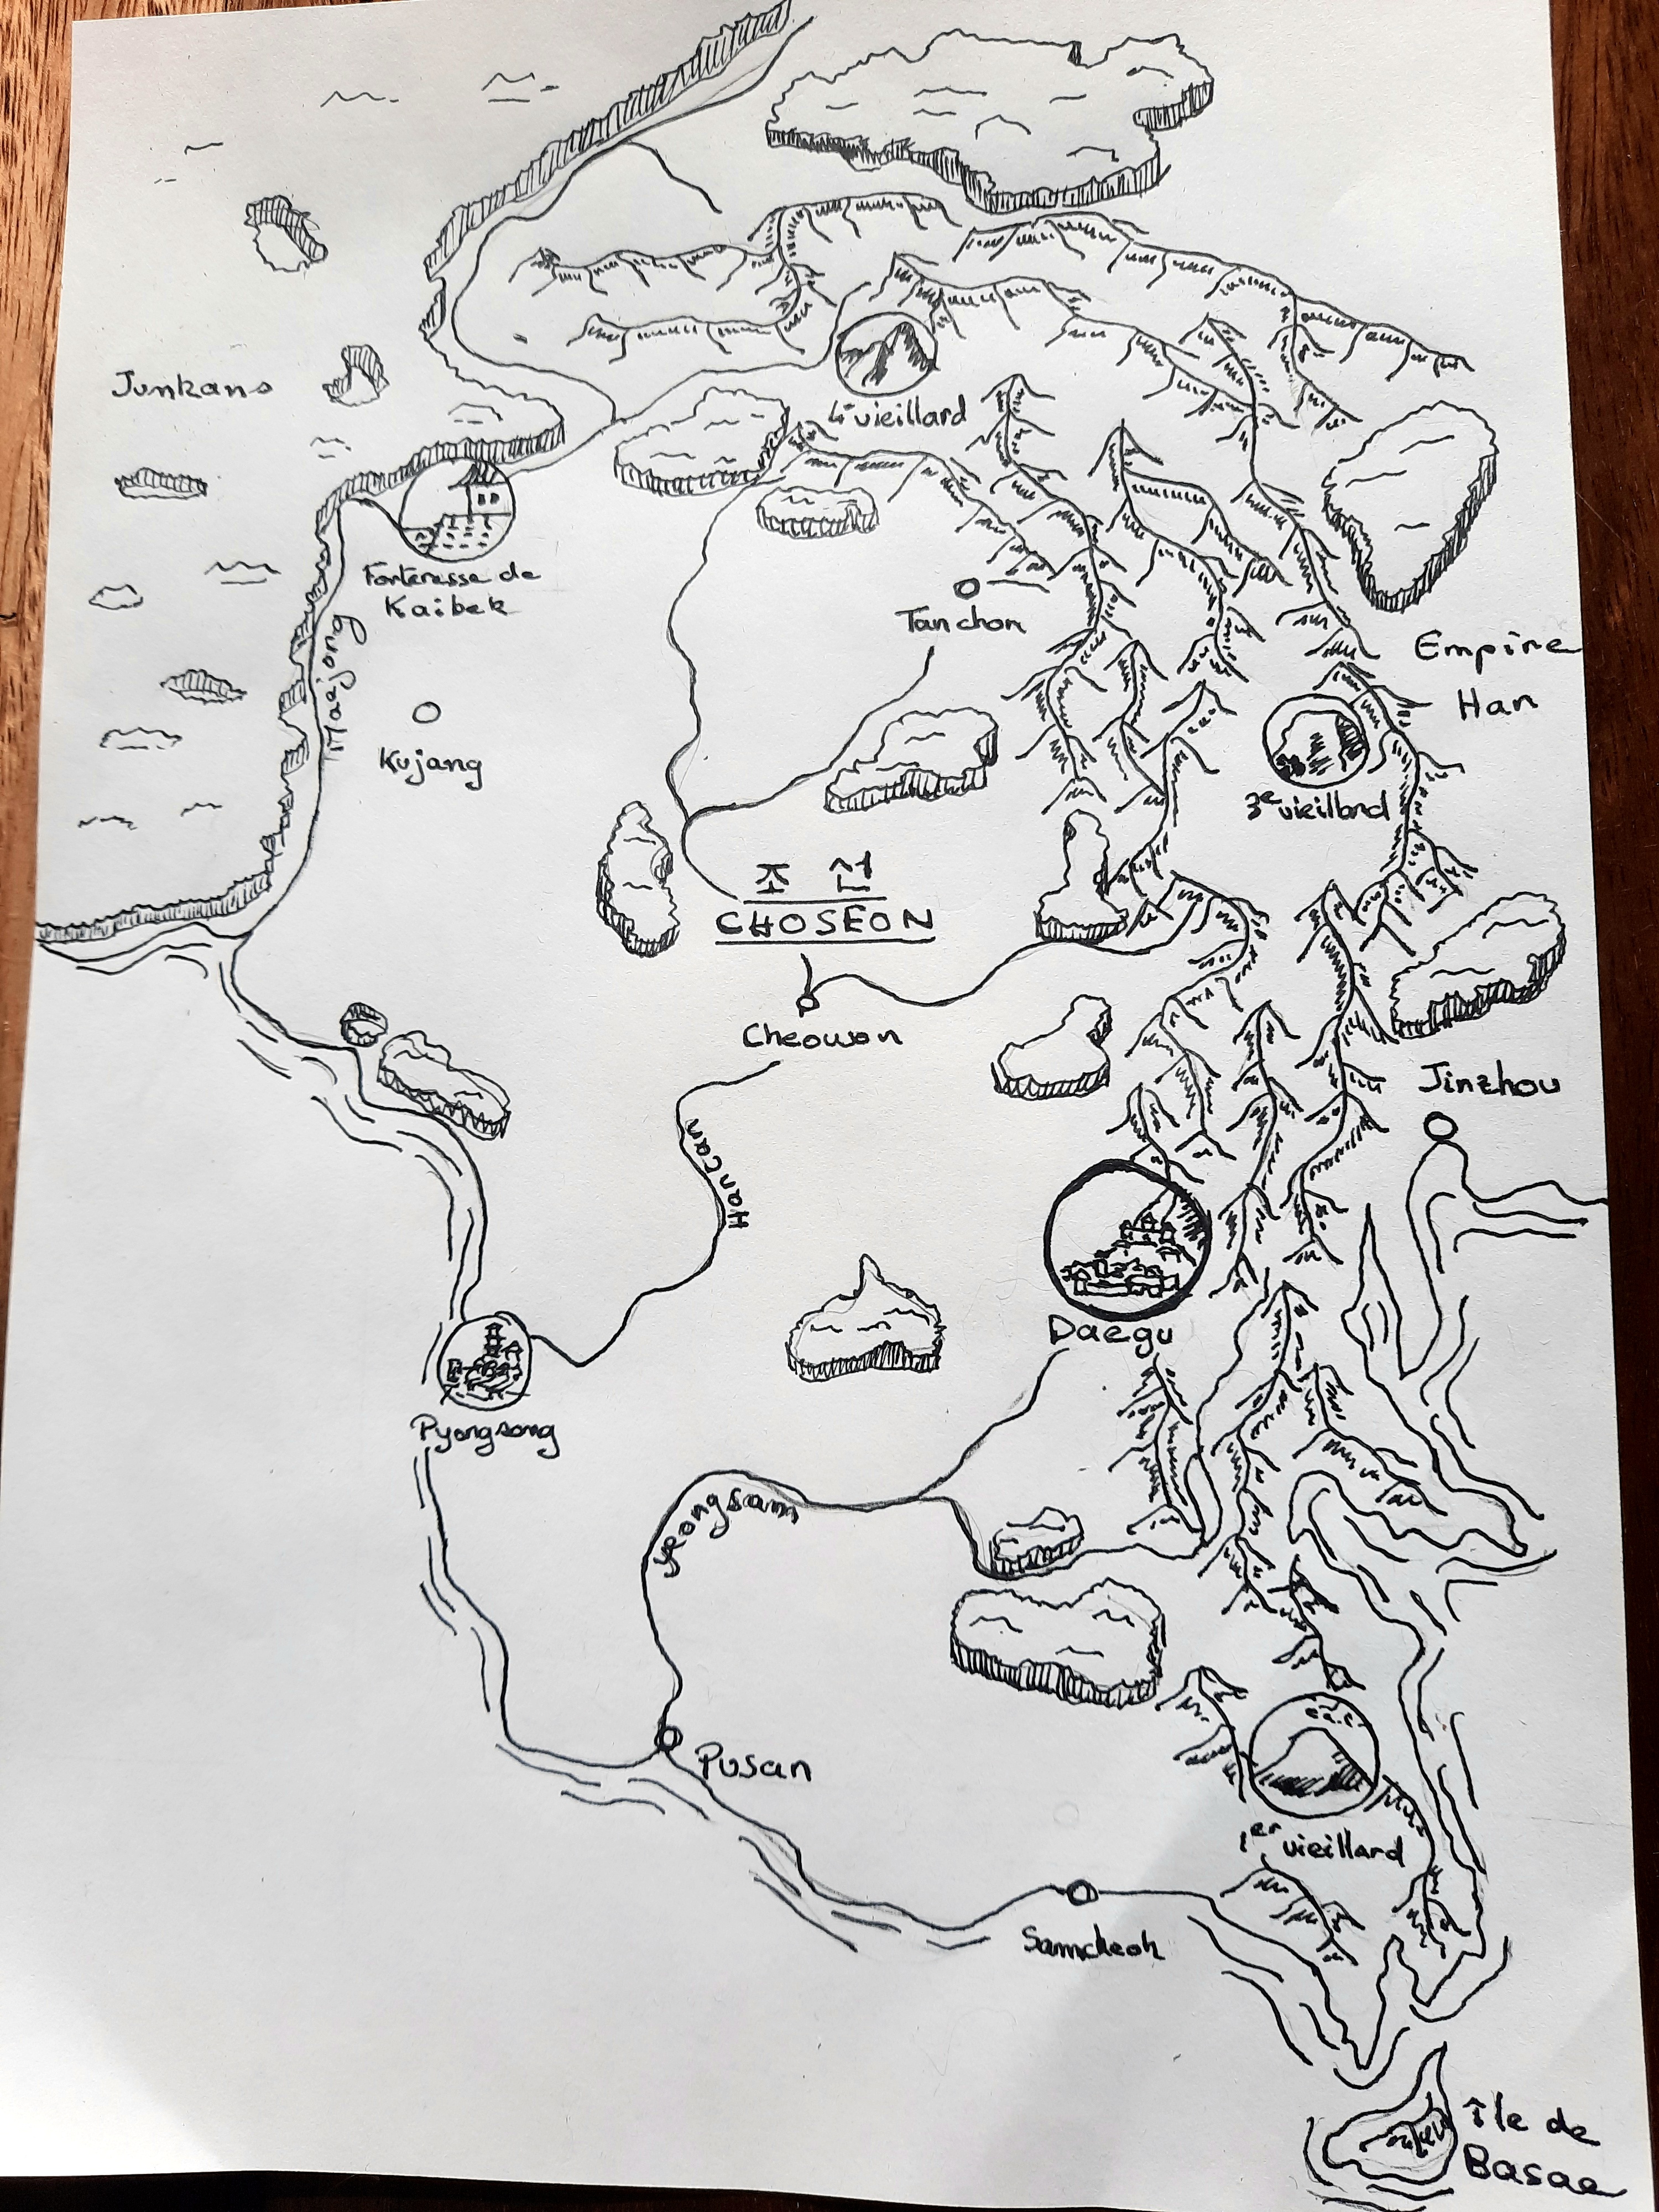 Junkans
4e vieillard
Forteresse de
Kaibek
Tanchon
Empire
Han
Kujang
3e vieillard
조 선
CHOSEON
Cheowon
Jinzhou
Hancan
Daegu
Pyongsong
Yeongsam
Pusan
1er vieillard
Samcheok
île de
Basae